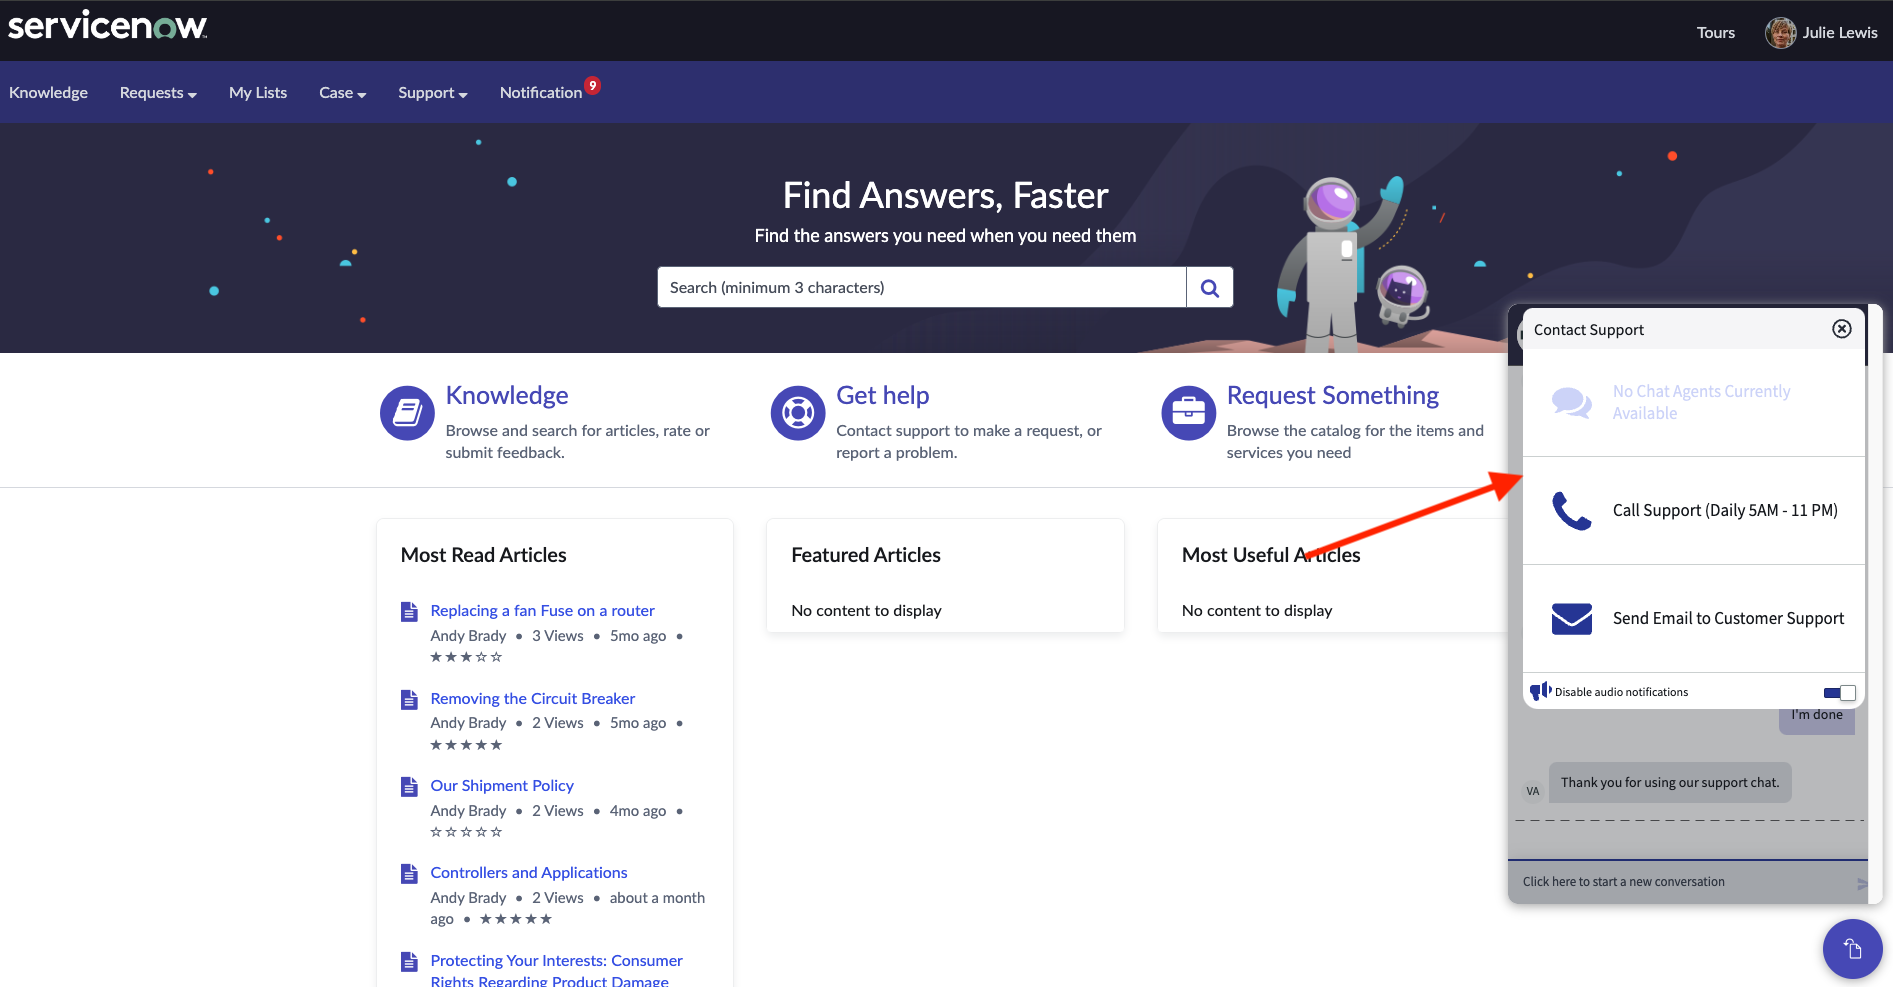 servicenow
Tours
Julie Lewis
Knowledge
Requests
My Lists
Case
Support
Notification
9
Find Answers, Faster
Find the answers you need when you need them
Search (minimum 3 characters)
Knowledge
Browse and search for articles, rate or
submit feedback.
Get help
Contact support to make a request, or
report a problem.
Request Something
Browse the catalog for the items and
services you need
Most Read Articles
Replacing a fan Fuse on a router
Andy Brady • 3 Views • 5mo ago •
★★★☆☆
Removing the Circuit Breaker
Andy Brady • 2 Views • 5mo ago •
★★★★★
Our Shipment Policy
Andy Brady • 2 Views • 4mo ago •
☆☆☆☆☆
Controllers and Applications
Andy Brady • 2 Views • about a month
ago • ★★★★★
Protecting Your Interests: Consumer
Rights Regarding Product Damage
Featured Articles
No content to display
Most Useful Articles
No content to display
Contact Support
No Chat Agents Currently
Available
Call Support (Daily 5AM - 11 PM)
Send Email to Customer Support
Disable audio notifications
I'm done
VA
Thank you for using our support chat.
Click here to start a new conversation